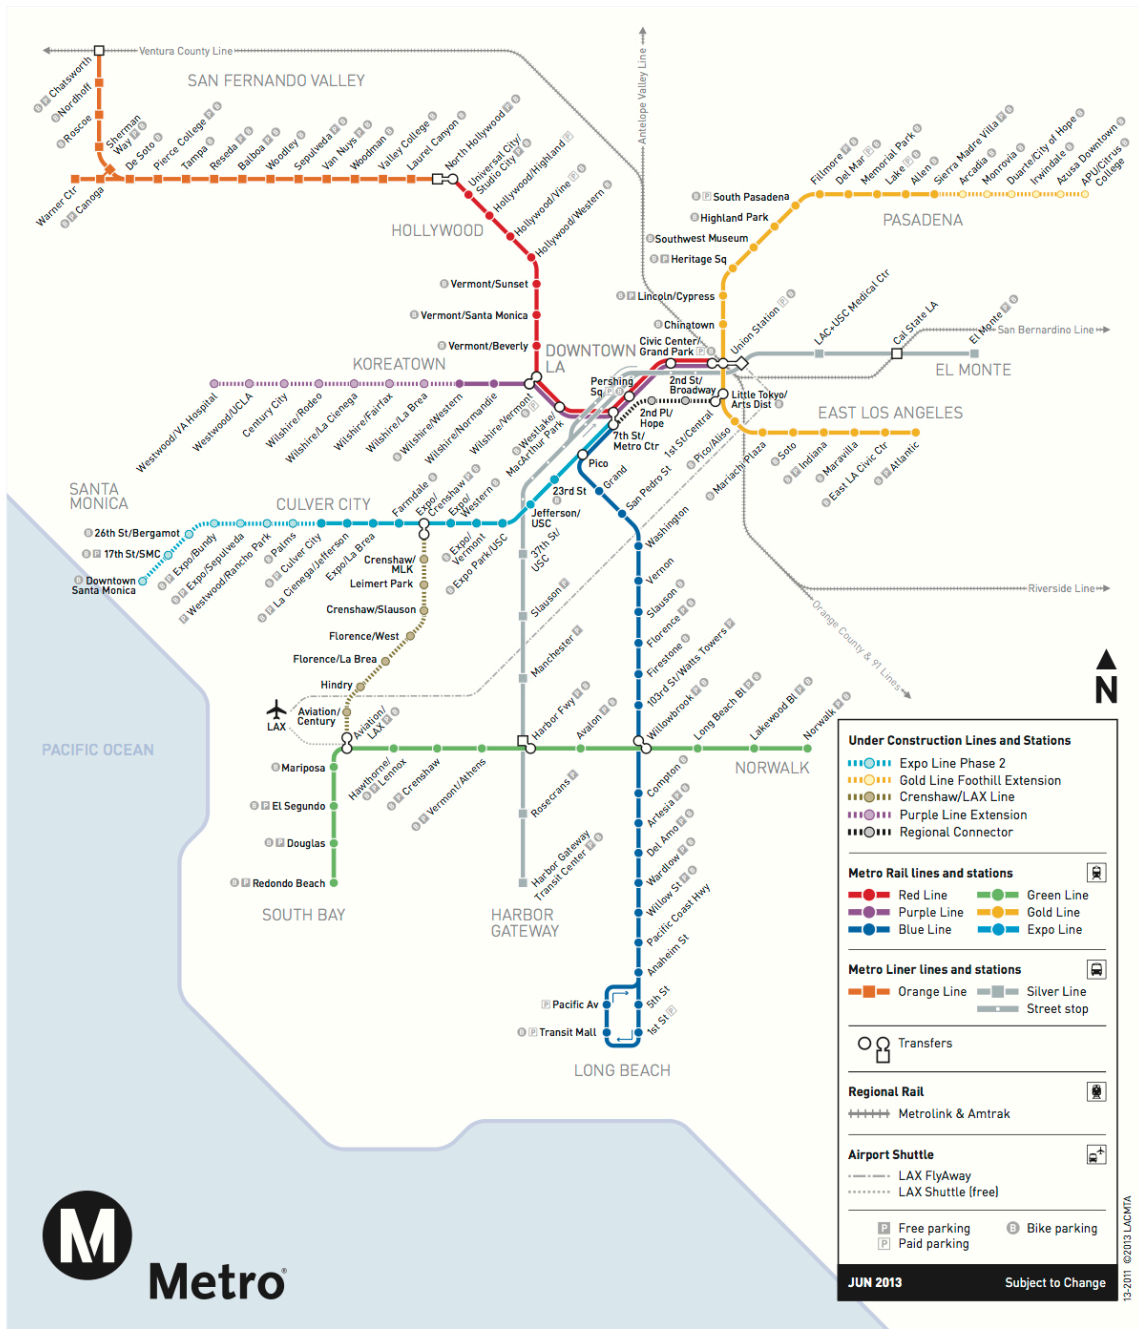 Ventura County Line
Antelope Valley Line
SAN FERNANDO VALLEY
Chatsworth
Nordhoff
Roscoe
Sherman
Way
Warner Ctr
Canoga
De Soto
Pierce College
Tampa
Reseda
Balboa
Woodley
Sepulveda
Van Nuys
Woodman
Valley College
Laurel Canyon
North Hollywood
Universal City/
Studio City
Hollywood/Highland
Hollywood/Vine
Hollywood/Western
HOLLYWOOD
Vermont/Sunset
Vermont/Santa Monica
Vermont/Beverly
Fillmore
Del Mar
Memorial Park
Lake
Allen
Sierra Madre Villa
Arcadia
Monrovia
Duarte/City of Hope
Irwindale
Azusa Downtown
APU/Citrus
College
PASADENA
South Pasadena
Highland Park
Southwest Museum
Heritage Sq
Lincoln/Cypress
Chinatown
Union Station
LAC+USC Medical Ctr
Cal State LA
El Monte
San Bernardino Line
EL MONTE
KOREATOWN
DOWNTOWN
LA
Civic Center/
Grand Park
Pershing
Sq
2nd St/
Broadway
Little Tokyo/
Arts Dist
EAST LOS ANGELES
Westwood/VA Hospital
Westwood/UCLA
Century City
Wilshire/Rodeo
Wilshire/La Cienega
Wilshire/Fairfax
Wilshire/La Brea
Wilshire/Western
Wilshire/Normandie
Wilshire/Vermont
Westlake/
MacArthur Park
2nd Pl/
Hope
7th St/
Metro Ctr
1st St/Central
Pico/Aliso
Mariachi Plaza
Soto
Indiana
Maravilla
East LA Civic Ctr
Atlantic
Pico
Grand
San Pedro St
Washington
23rd St
Jefferson/
USC
SANTA
MONICA
CULVER CITY
Farmdale
Expo/
Crenshaw
Expo/
Western
Expo/
Vermont
Expo Park/USC
26th St/Bergamot
17th St/SMC
Downtown
Santa Monica
Expo/Bundy
Expo/Sepulveda
Westwood/Rancho Park
Palms
Culver City
La Cienega/Jefferson
Expo/La Brea
Crenshaw/
MLK
Leimert Park
Crenshaw/Slauson
Florence/West
Florence/La Brea
Hindry
Aviation/
Century
LAX
Aviation/
LAX
37th St/
USC
Slauson
Manchester
Harbor Fwy
Vernon
Slauson
Florence
Firestone
103rd St/Watts Towers
Willowbrook
Avalon
Long Beach Bl
Lakewood Bl
Norwalk
NORWALK
Riverside Line
Orange County & 91 Lines
PACIFIC OCEAN
Mariposa
El Segundo
Douglas
Redondo Beach
SOUTH BAY
Hawthorne/
Lennox
Crenshaw
Vermont/Athens
Rosecrans
Harbor Gateway
Transit Center
HARBOR
GATEWAY
Compton
Artesia
Del Amo
Wardlow
Willow St
Pacific Coast Hwy
Anaheim St
5th St
1st St
Pacific Av
Transit Mall
LONG BEACH
N
Under Construction Lines and Stations
Expo Line Phase 2
Gold Line Foothill Extension
Crenshaw/LAX Line
Purple Line Extension
Regional Connector
Metro Rail lines and stations
Red Line
Green Line
Purple Line
Gold Line
Blue Line
Expo Line
Metro Liner lines and stations
Orange Line
Silver Line
Street stop
Transfers
Regional Rail
Metrolink & Amtrak
Airport Shuttle
LAX FlyAway
LAX Shuttle (free)
P Free parking
B Bike parking
P Paid parking
JUN 2013
Subject to Change
13-2011 ©2013 LACMTA
M
Metro®